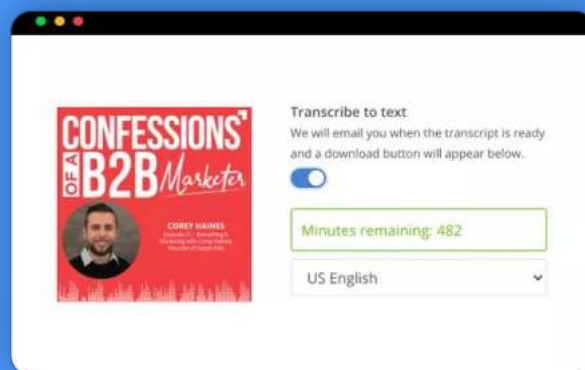 CONFESSIONS
OF A
B2B Marketer
COREY HAINES
Transcribe to text
We will email you when the transcript is ready
and a download button will appear below.
Minutes remaining: 482
US English